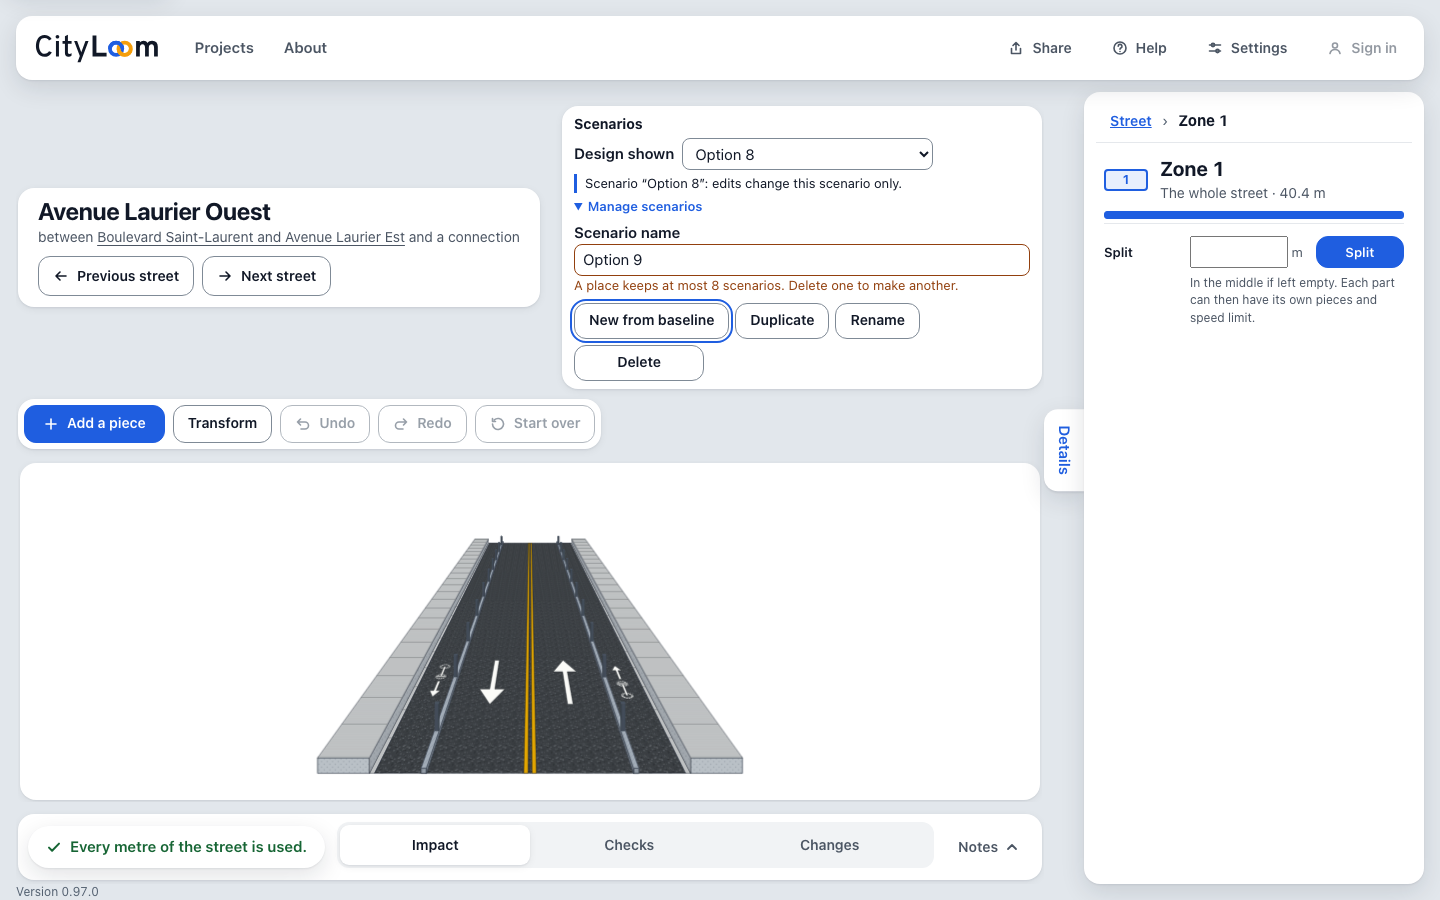 CityLoom
Projects
About
Share
Help
Settings
Sign in
Avenue Laurier Ouest
between Boulevard Saint-Laurent and Avenue Laurier Est and a connection
Previous street
Next street
Scenarios
Design shown
Option 8
Scenario “Option 8”: edits change this scenario only.
Manage scenarios
Scenario name
Option 9
A place keeps at most 8 scenarios. Delete one to make another.
New from baseline
Duplicate
Rename
Delete
Add a piece
Transform
Undo
Redo
Start over
Details
Street › Zone 1
1
Zone 1
The whole street · 40.4 m
Split
m
Split
In the middle if left empty. Each part
can then have its own pieces and
speed limit.
Every metre of the street is used.
Impact
Checks
Changes
Notes
Version 0.97.0